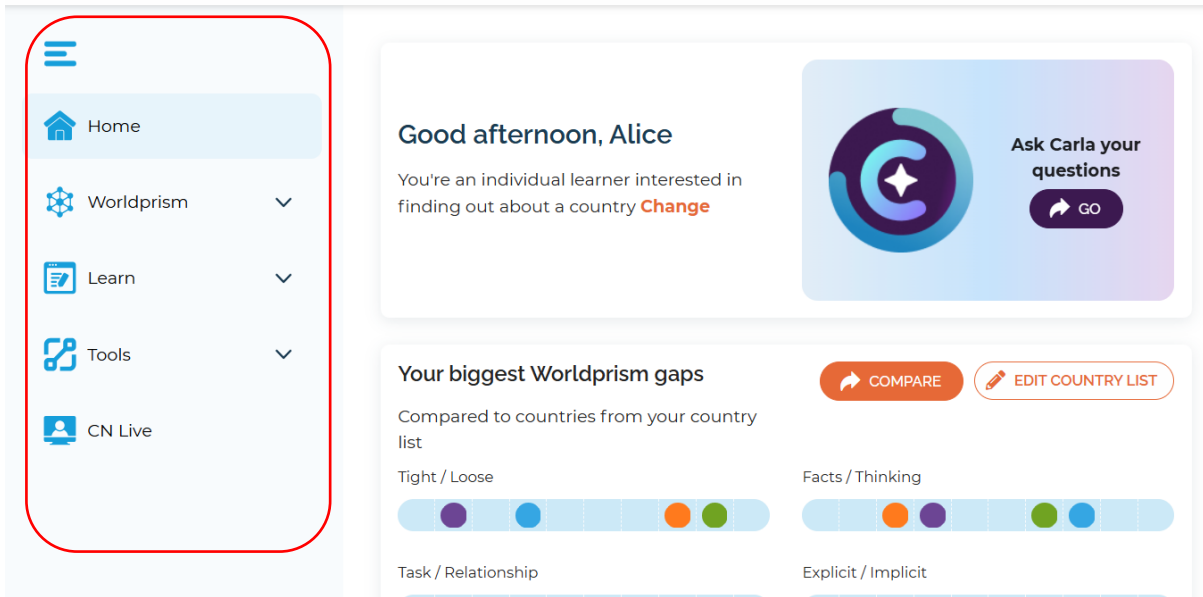 Home
Worldprism
Learn
Tools
CN Live
Good afternoon, Alice
You're an individual learner interested in
finding out about a country Change
Ask Carla your
questions
GO
Your biggest Worldprism gaps
COMPARE
EDIT COUNTRY LIST
Compared to countries from your country
list
Tight / Loose
Facts / Thinking
Task / Relationship
Explicit / Implicit